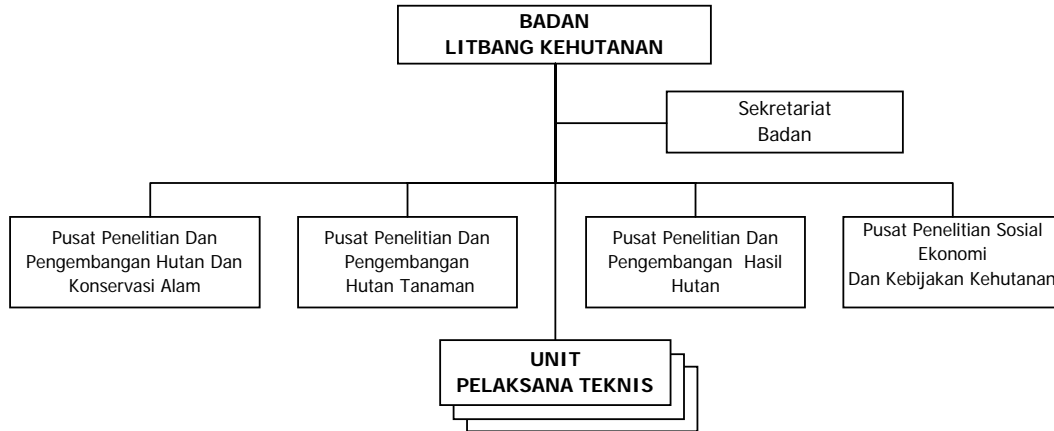 BADAN
LITBANG KEHUTANAN
Sekretariat
Badan
Pusat Penelitian Dan
Pengembangan Hutan Dan
Konservasi Alam
Pusat Penelitian Dan
Pengembangan
Hutan Tanaman
Pusat Penelitian Dan
Pengembangan Hasil
Hutan
Pusat Penelitian Sosial
Ekonomi
Dan Kebijakan Kehutanan
UNIT
PELAKSANA TEKNIS